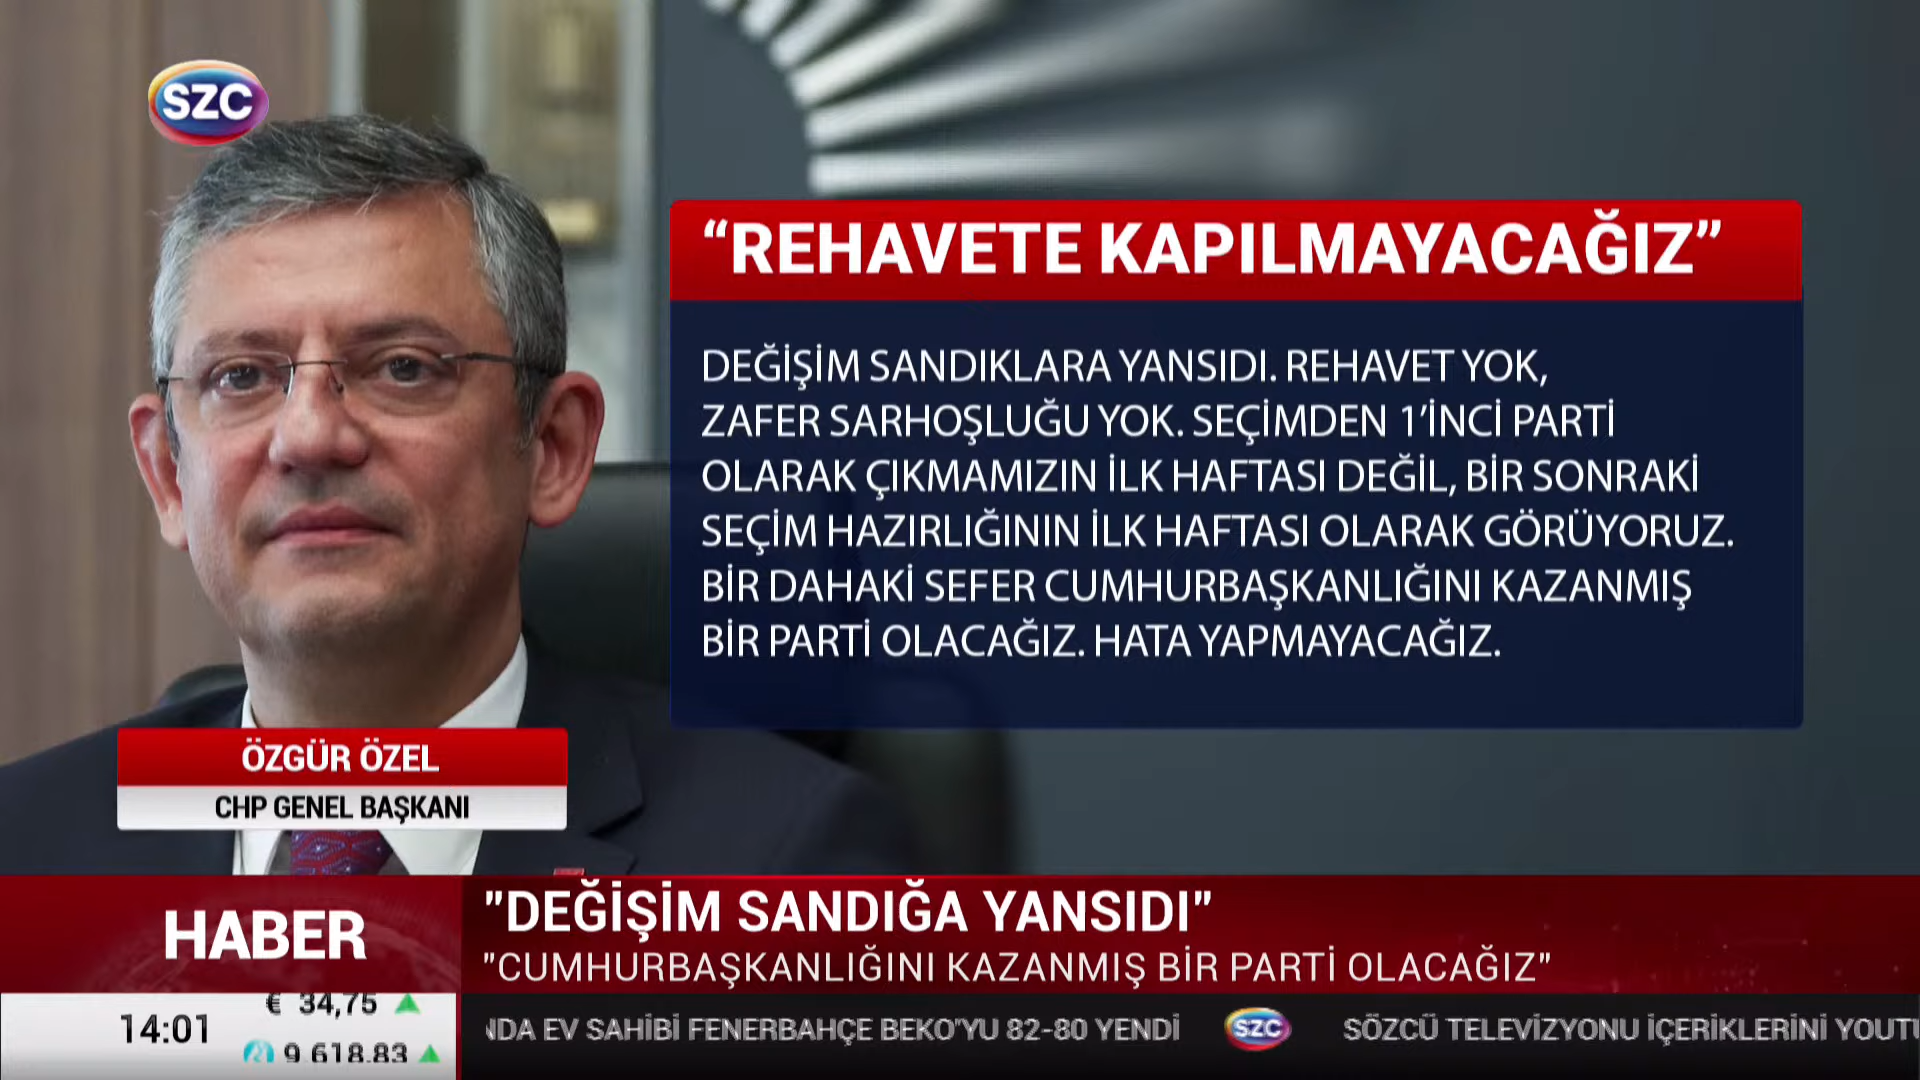 SZC
“REHAVETE KAPILMAYACAĞIZ”
DEĞİŞİM SANDIKLARA YANSIDI. REHAVET YOK,
ZAFER SARHOŞLUĞU YOK. SEÇİMDEN 1’İNCİ PARTİ
OLARAK ÇIKMAMIZIN İLK HAFTASI DEĞİL, BİR SONRAKİ
SEÇİM HAZIRLIĞININ İLK HAFTASI OLARAK GÖRÜYORUZ.
BİR DAHAKİ SEFER CUMHURBAŞKANLIĞINI KAZANMIŞ
BİR PARTİ OLACAĞIZ. HATA YAPMAYACAĞIZ.
ÖZGÜR ÖZEL
CHP GENEL BAŞKANI
HABER
"DEĞİŞİM SANDIĞA YANSIDI"
"CUMHURBAŞKANLIĞINI KAZANMIŞ BİR PARTİ OLACAĞIZ"
14:01
€ 34,75
9 618,83
NDA EV SAHİBİ FENERBAHÇE BEKO'YU 82-80 YENDİ SZC SÖZCÜ TELEVİZYONU İÇERİKLERİNİ YOUTU